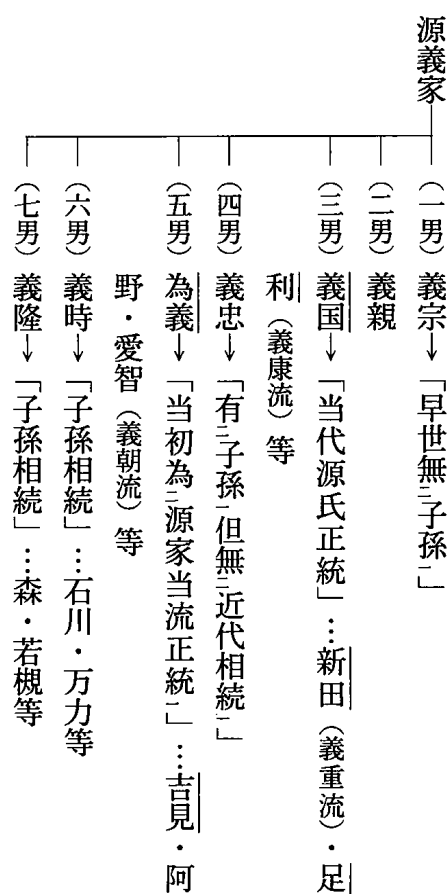 源義家
(一男) 義宗→「早世無㆓子孫㆒」
(二男) 義親
(三男) 義国→「当代源氏正統」…新田(義重流)・足
利(義康流)等
(四男) 義忠→「有㆓子孫㆒但無㆓近代相続㆒」
(五男) 為義→「当初為㆓源家当流正統㆒」…吉見・阿
野・愛智(義朝流)等
(六男) 義時→「子孫相続」…石川・万力等
(七男) 義隆→「子孫相続」…森・若槻等